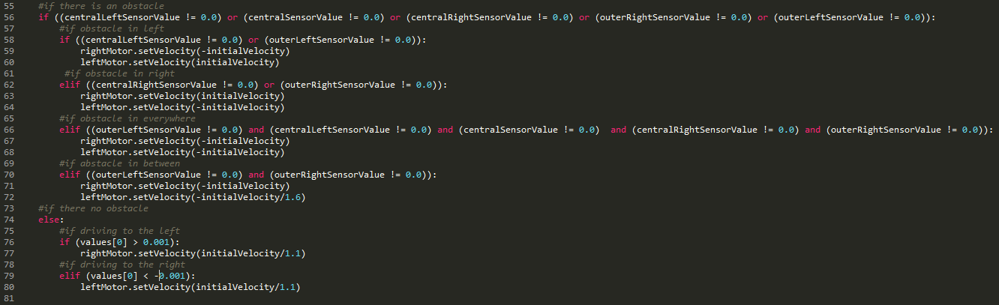 55 #if there is an obstacle
56 if ((centralLeftSensorValue != 0.0) or (centralSensorValue != 0.0) or (centralRightSensorValue != 0.0) or (outerRightSensorValue != 0.0) or (outerLeftSensorValue != 0.0)):
57 #if obstacle in left
58 if ((centralLeftSensorValue != 0.0) or (outerLeftSensorValue != 0.0)):
59 rightMotor.setVelocity(-initialVelocity)
60 leftMotor.setVelocity(initialVelocity)
61 #if obstacle in right
62 elif ((centralRightSensorValue != 0.0) or (outerRightSensorValue != 0.0)):
63 rightMotor.setVelocity(initialVelocity)
64 leftMotor.setVelocity(-initialVelocity)
65 #if obstacle in everywhere
66 elif ((outerLeftSensorValue != 0.0) and (centralLeftSensorValue != 0.0) and (centralSensorValue != 0.0)  and (centralRightSensorValue != 0.0) and (outerRightSensorValue != 0.0)):
67 rightMotor.setVelocity(-initialVelocity)
68 leftMotor.setVelocity(-initialVelocity)
69 #if abstacle in between
70 elif ((outerLeftSensorValue != 0.0) and (outerRightSensorValue != 0.0)):
71 rightMotor.setVelocity(-initialVelocity)
72 leftMotor.setVelocity(-initialVelocity/1.6)
73 #if there no obstacle
74 else:
75 #if driving to the left
76 if (values[0] > 0.001):
77 rightMotor.setVelocity(initialVelocity/1.1)
78 #if driving to the right
79 elif (values[0] < -0.001):
80 leftMotor.setVelocity(initialVelocity/1.1)
81